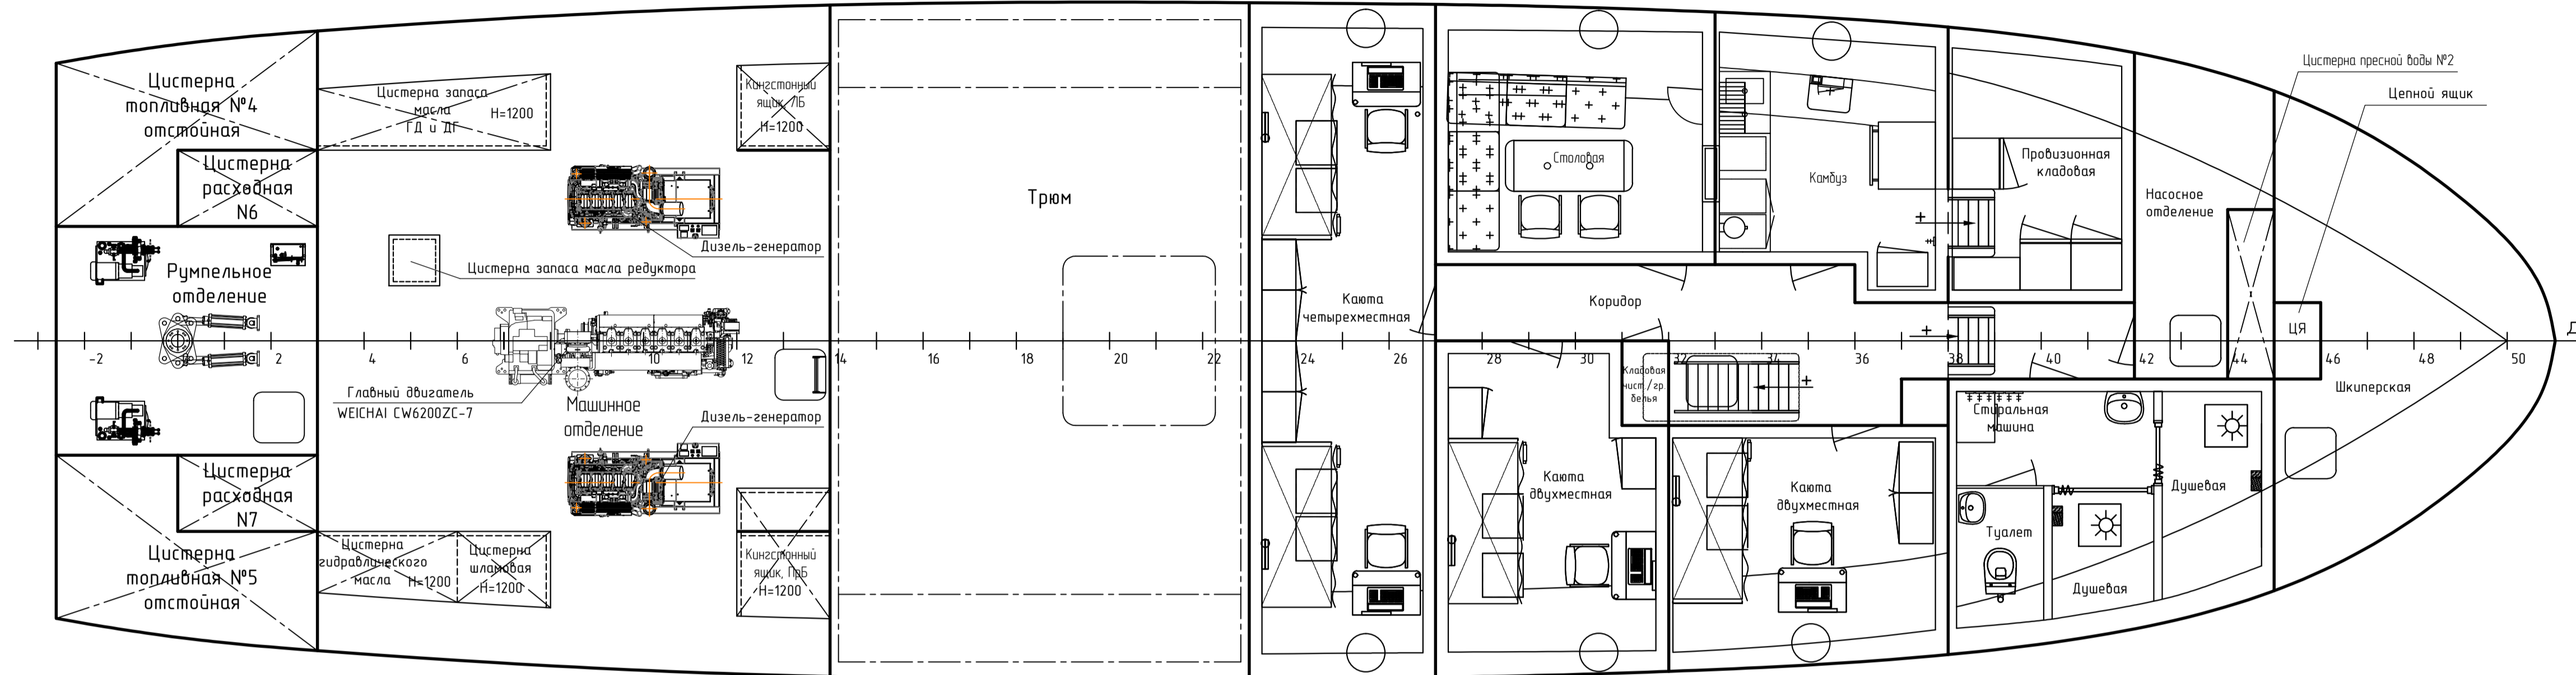 Цистерна
топливная №4
отстойная
Цистерна
расходная
N6
Румпельное
отделение
Цистерна
расходная
N7
Цистерна
топливная №5
отстойная
Цистерна запаса
масла
ГД и ДГ
H=1200
Кингстонный
ящик, ЛБ
H=1200
Дизель-генератор
Цистерна запаса масла редуктора
Главный двигатель
WEICHAI CW6200ZC-7
Машинное
отделение
Дизель-генератор
Цистерна
гидравлического
масла
H=1200
Цистерна
шламовая
H=1200
Кингстонный
ящик, ПрБ
H=1200
Трюм
Каюта
четырехместная
Столовая
Камбуз
Провизионная
кладовая
Насосное
отделение
Цистерна пресной воды №2
Цепной ящик
Коридор
ЦЯ
-2
2
4
6
10
12
14
16
18
20
22
24
26
28
30
32
34
36
38
40
42
44
46
48
50
Шкиперская
Кладовая
чист./гр.
белья
Каюта
двухместная
Каюта
двухместная
Стиральная
машина
Туалет
Душевая
Душевая